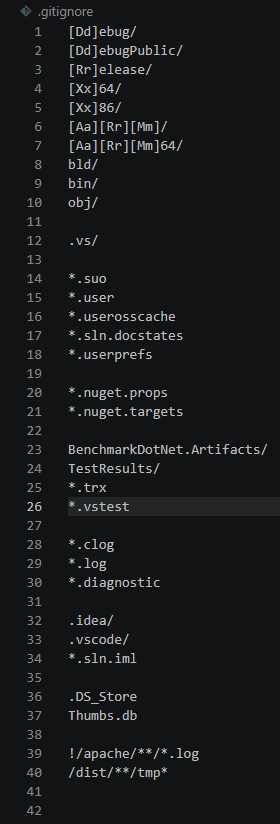 .gitignore
1 [Dd]ebug/
2 [Dd]ebugPublic/
3 [Rr]elease/
4 [Xx]64/
5 [Xx]86/
6 [Aa][Rr][Mm]/
7 [Aa][Rr][Mm]64/
8 bld/
9 bin/
10 obj/
11
12 .vs/
13
14 *.suo
15 *.user
16 *.userosscache
17 *.sln.docstates
18 *.userprefs
19
20 *.nuget.props
21 *.nuget.targets
22
23 BenchmarkDotNet.Artifacts/
24 TestResults/
25 *.trx
26 *.vstest
27
28 *.clog
29 *.log
30 *.diagnostic
31
32 .idea/
33 .vscode/
34 *.sln.iml
35
36 .DS_Store
37 Thumbs.db
38
39 !/apache/**/*.log
40 /dist/**/tmp*
41
42